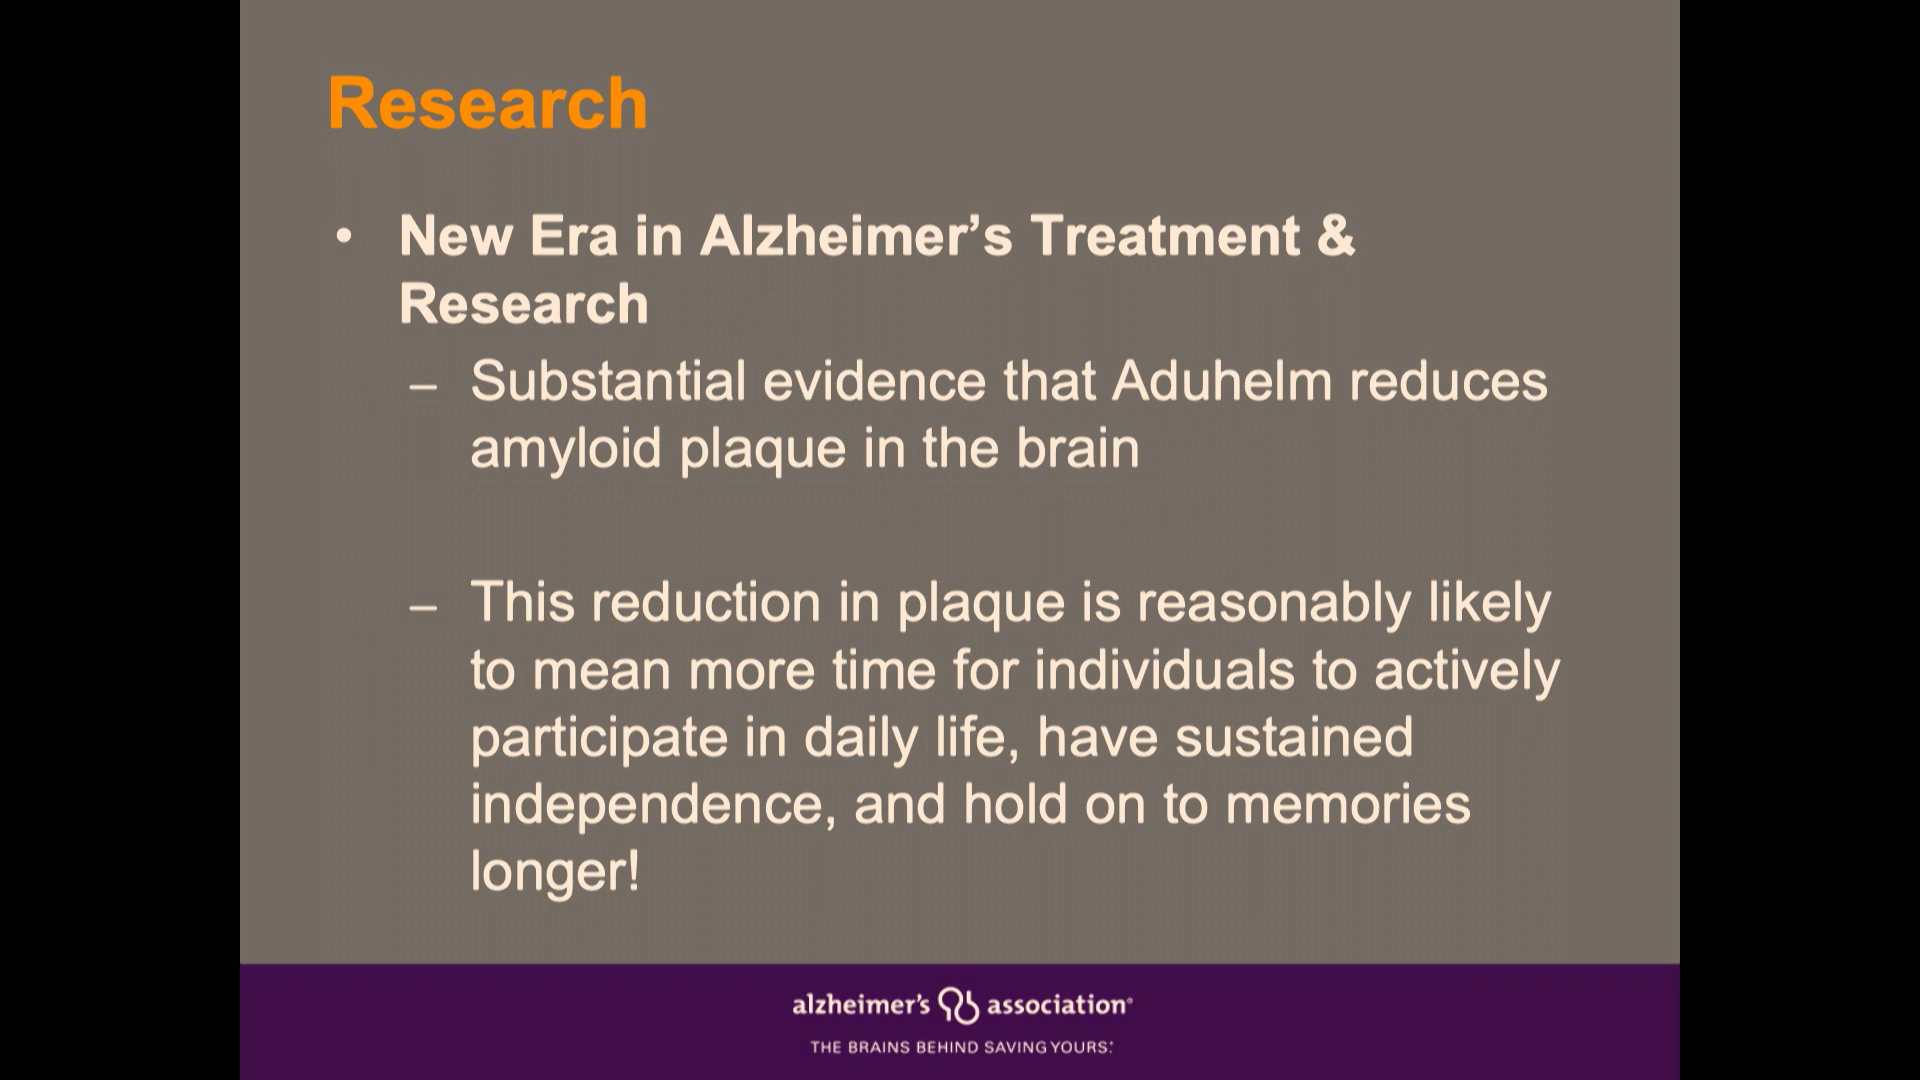 Research
• New Era in Alzheimer’s Treatment &
Research
– Substantial evidence that Aduhelm reduces
amyloid plaque in the brain
– This reduction in plaque is reasonably likely
to mean more time for individuals to actively
participate in daily life, have sustained
independence, and hold on to memories
longer!
alzheimer’s association®
THE BRAINS BEHIND SAVING YOURS.™